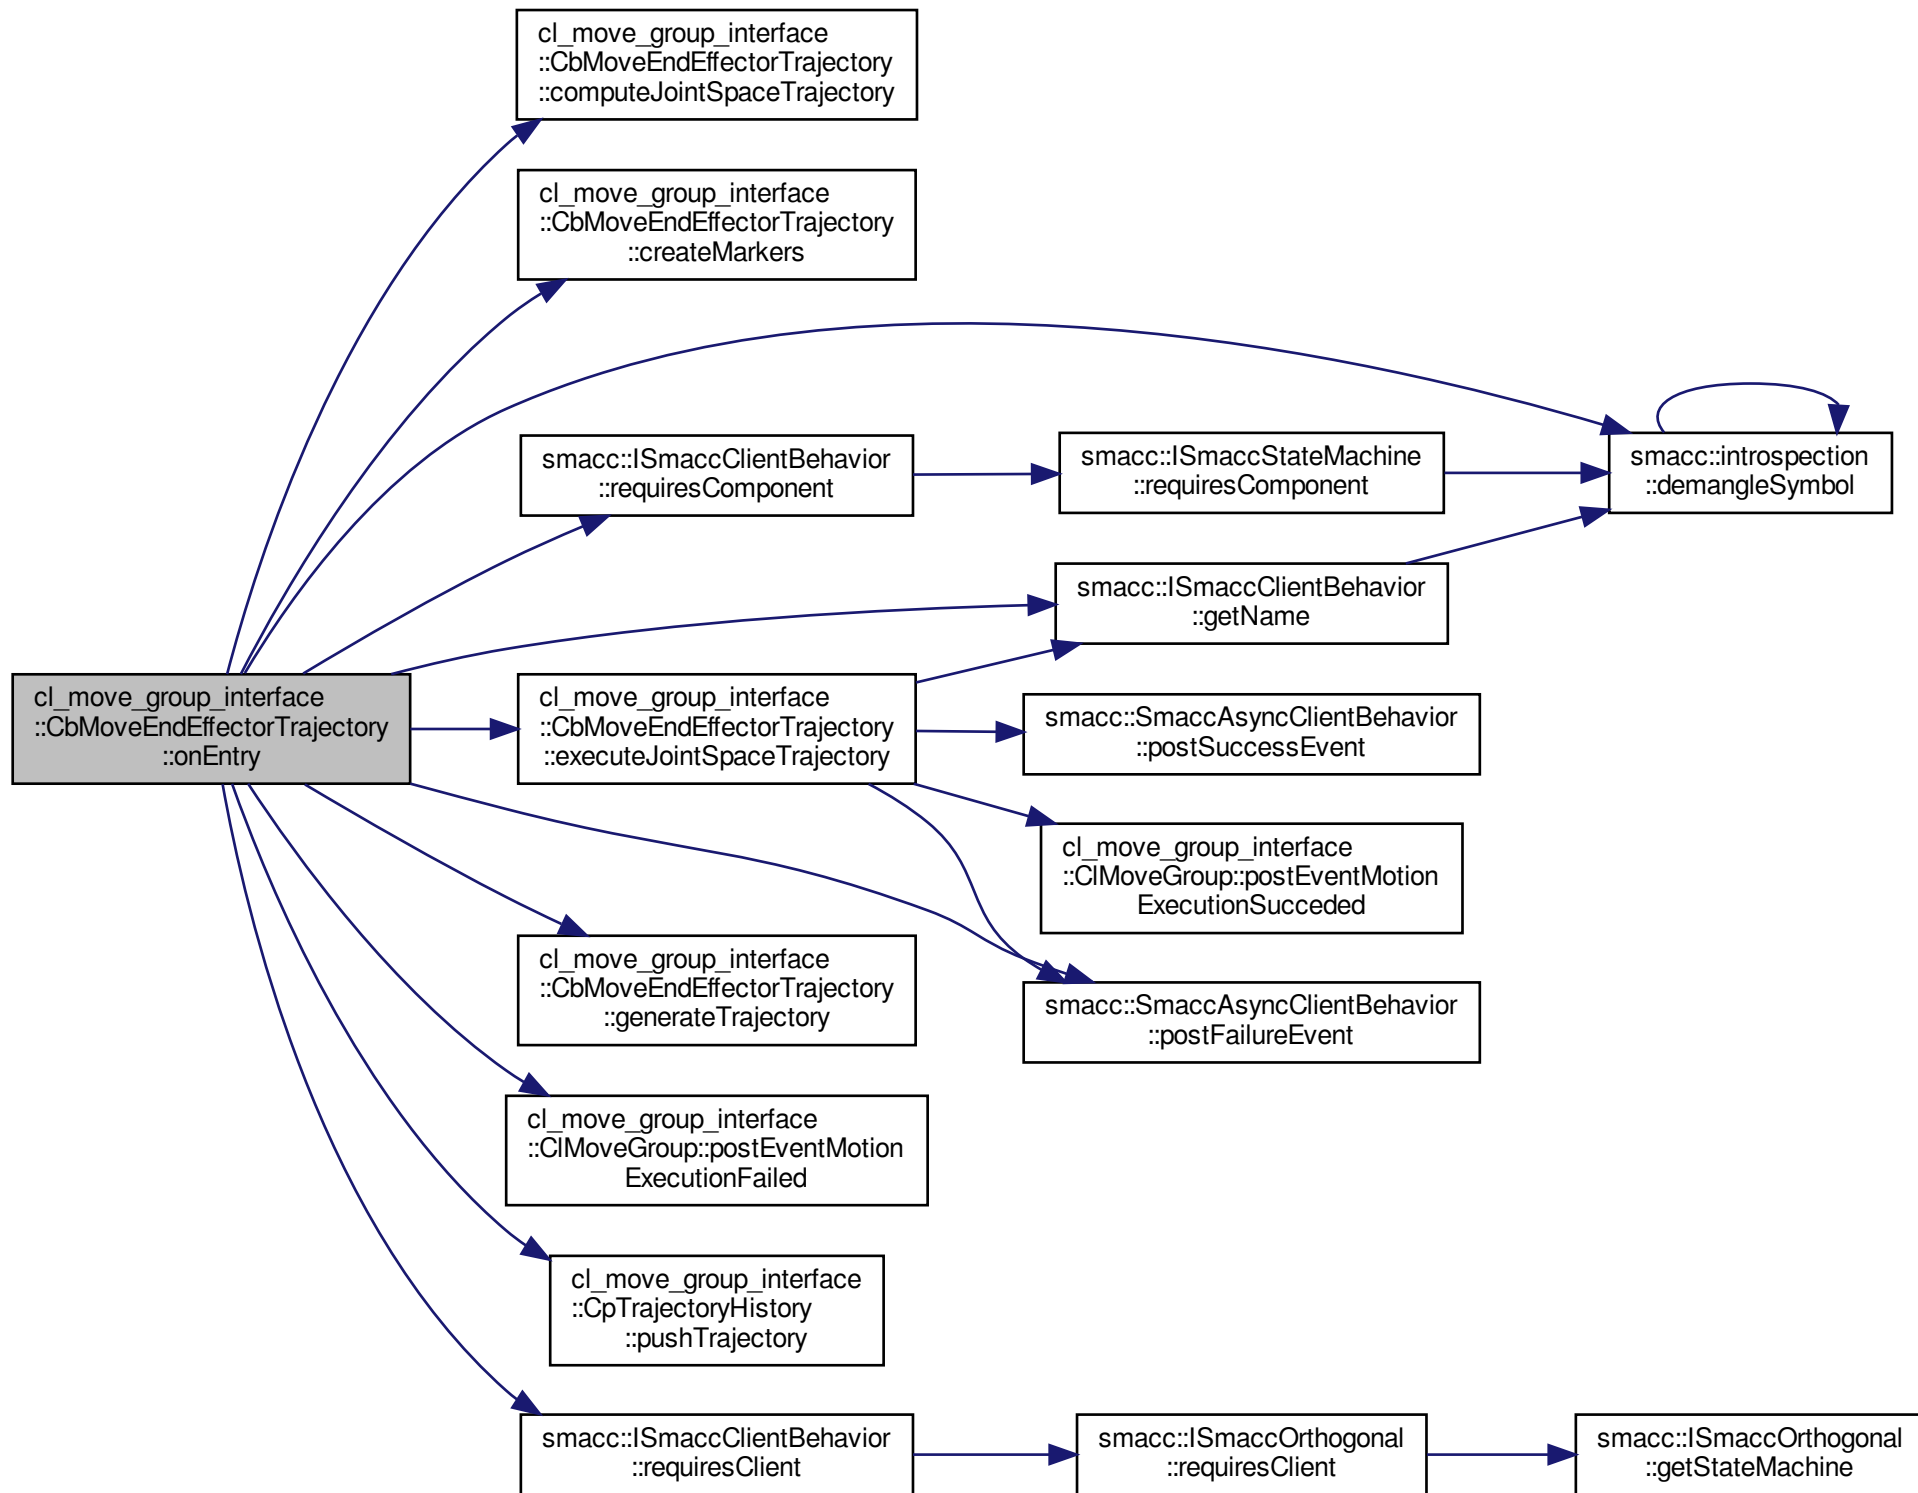 cl_move_group_interface
::CbMoveEndEffectorTrajectory
::computeJointSpaceTrajectory
cl_move_group_interface
::CbMoveEndEffectorTrajectory
::createMarkers
smacc::ISmaccClientBehavior
::requiresComponent
smacc::ISmaccStateMachine
::requiresComponent
smacc::introspection
::demangleSymbol
smacc::ISmaccClientBehavior
::getName
cl_move_group_interface
::CbMoveEndEffectorTrajectory
::onEntry
cl_move_group_interface
::CbMoveEndEffectorTrajectory
::executeJointSpaceTrajectory
smacc::SmaccAsyncClientBehavior
::postSuccessEvent
cl_move_group_interface
::ClMoveGroup::postEventMotion
ExecutionSucceded
cl_move_group_interface
::CbMoveEndEffectorTrajectory
::generateTrajectory
smacc::SmaccAsyncClientBehavior
::postFailureEvent
cl_move_group_interface
::ClMoveGroup::postEventMotion
ExecutionFailed
cl_move_group_interface
::CpTrajectoryHistory
::pushTrajectory
smacc::ISmaccClientBehavior
::requiresClient
smacc::ISmaccOrthogonal
::requiresClient
smacc::ISmaccOrthogonal
::getStateMachine